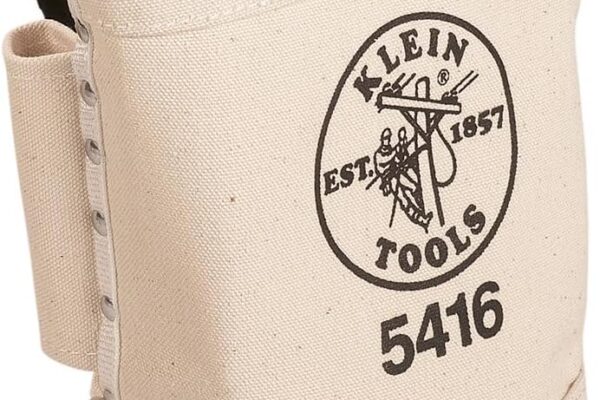 KLEIN
®
EST. 1857
TOOLS
5416